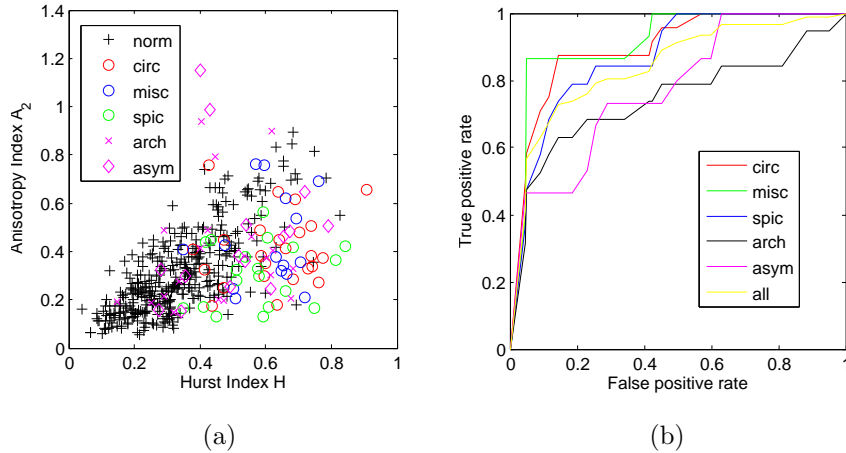 1.4
1.2
1
0.8
0.6
0.4
0.2
0
Anisotropy Index A2
norm
circ
misc
spic
arch
asym
0 0.2 0.4 0.6 0.8 1
Hurst Index H
(a)
1
0.8
0.6
0.4
0.2
0
True positive rate
circ
misc
spic
arch
asym
all
0 0.2 0.4 0.6 0.8 1
False positive rate
(b)